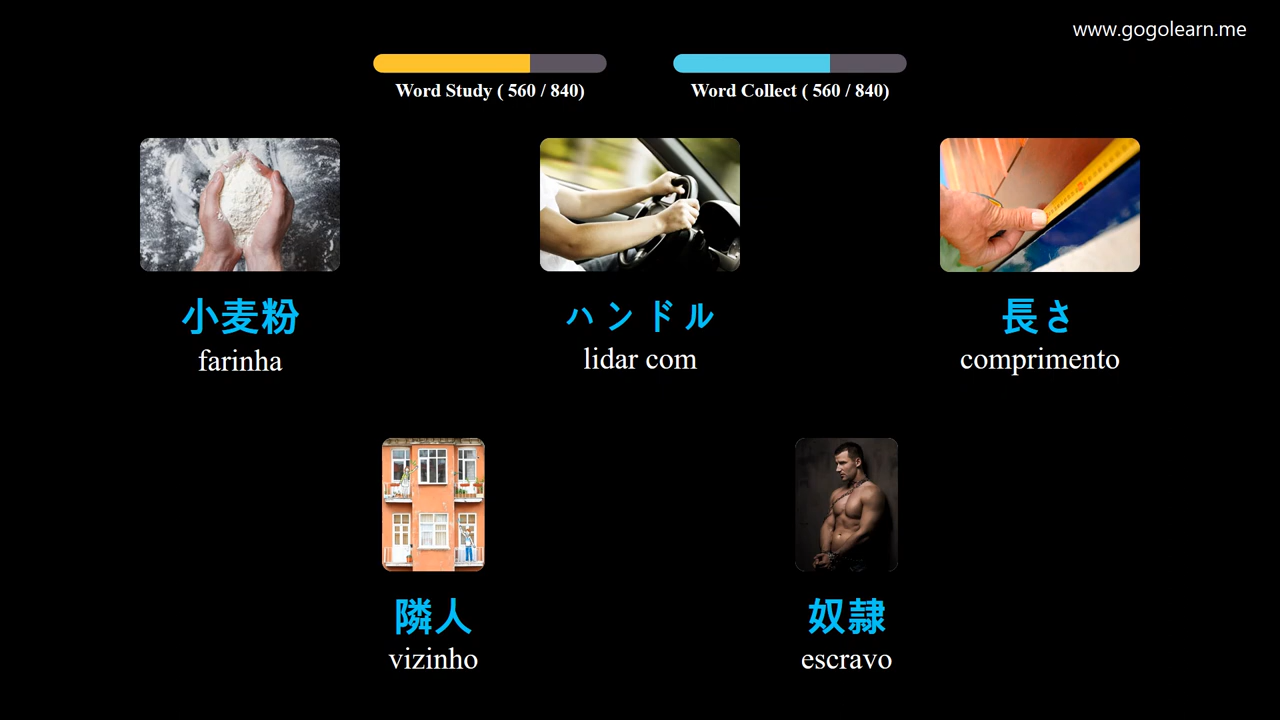 www.gogolearn.me
Word Study ( 560 / 840)
Word Collect ( 560 / 840)
小麦粉
farinha
ハンドル
lidar com
長さ
comprimento
隣人
vizinho
奴隷
escravo